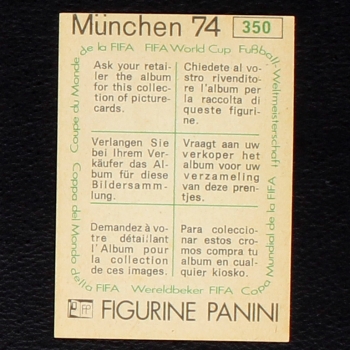 München 74 350
Coupe du Monde de la FIFA FIFA World Cup Fußball-Weltmeisterschaft
Ask your retai-
ler the album
for this collec-
tion of picture-
cards.
Chiedete al vo-
stro rivenditore
l'album per
la raccolta di
queste figuri-
ne.
Verlangen Sie
bei Ihrem Ver-
käufer das Al-
bum für diese
Bildersamm-
lung.
Vraagt aan uw
verkoper het
album voor uw
verzameling
van deze pren-
tjes.
Demandez à vo-
tre détaillant
l'Album pour
la collection
de ces images.
Para coleccio-
nar estos cro-
mos compra tu
album en cual-
quier kiosko.
Coppa del Mondo Della FIFA Wereldbeker FIFA Copa Mundial de la FIFA
FIGURINE PANINI